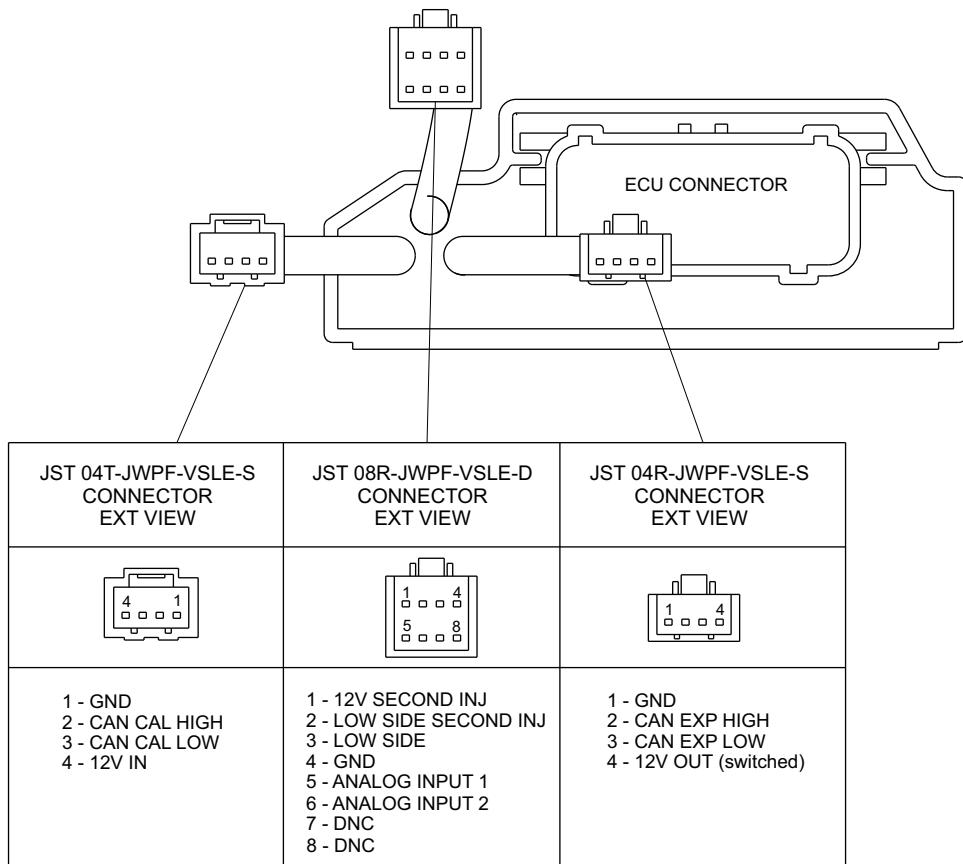 ECU CONNECTOR
JST 04T-JWPF-VSLE-S
CONNECTOR
EXT VIEW
JST 08R-JWPF-VSLE-D
CONNECTOR
EXT VIEW
JST 04R-JWPF-VSLE-S
CONNECTOR
EXT VIEW
4 1
1 4
5 8
1 4
1 - GND
2 - CAN CAL HIGH
3 - CAN CAL LOW
4 - 12V IN
1 - 12V SECOND INJ
2 - LOW SIDE SECOND INJ
3 - LOW SIDE
4 - GND
5 - ANALOG INPUT 1
6 - ANALOG INPUT 2
7 - DNC
8 - DNC
1 - GND
2 - CAN EXP HIGH
3 - CAN EXP LOW
4 - 12V OUT (switched)